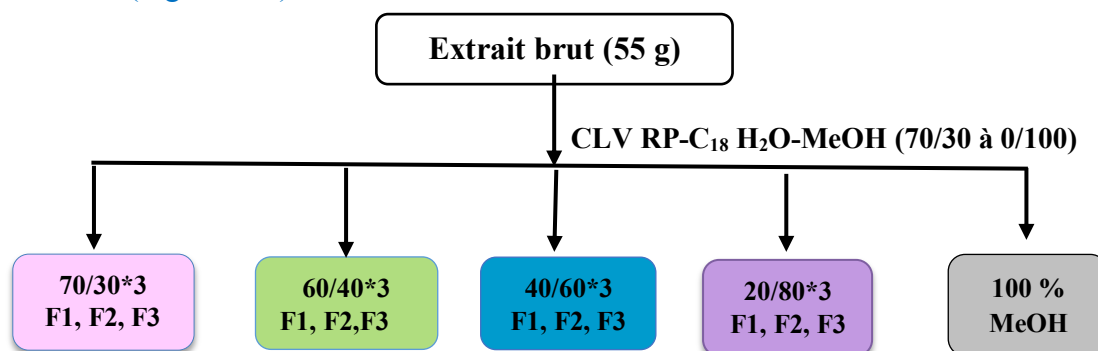 Extrait brut (55 g)
CLV RP-C₁₈ H₂O-MeOH (70/30 à 0/100)
70/30*3
F1, F2, F3
60/40*3
F1, F2,F3
40/60*3
F1, F2, F3
20/80*3
F1, F2, F3
100 %
MeOH